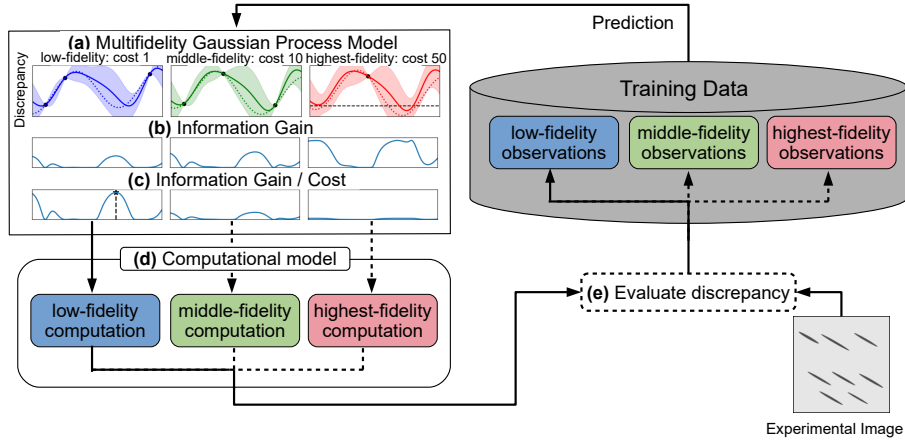 Prediction
(a) Multifidelity Gaussian Process Model
low-fidelity: cost 1
middle-fidelity: cost 10
highest-fidelity: cost 50
Discrepancy
(b) Information Gain
(c) Information Gain / Cost
(d) Computational model
low-fidelity
computation
middle-fidelity
computation
highest-fidelity
computation
Training Data
low-fidelity
observations
middle-fidelity
observations
highest-fidelity
observations
(e) Evaluate discrepancy
Experimental Image